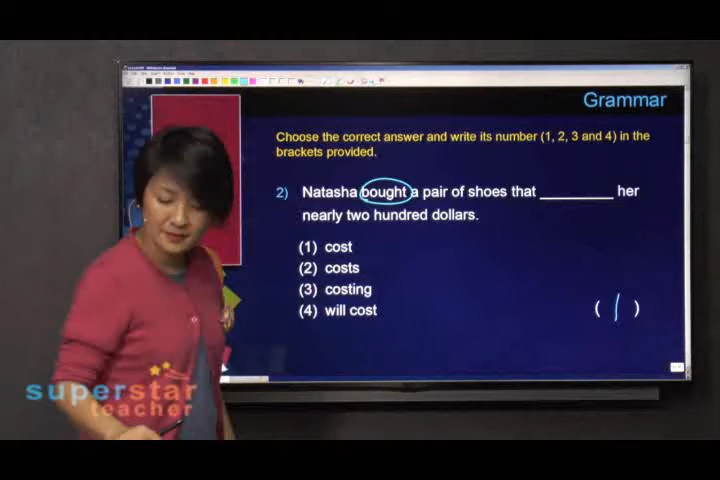 Grammar
Choose the correct answer and write its number (1, 2, 3 and 4) in the
brackets provided.
2) Natasha bought a pair of shoes that ________ her
nearly two hundred dollars.
(1) cost
(2) costs
(3) costing
(4) will cost
( 1 )
superstar
teacher